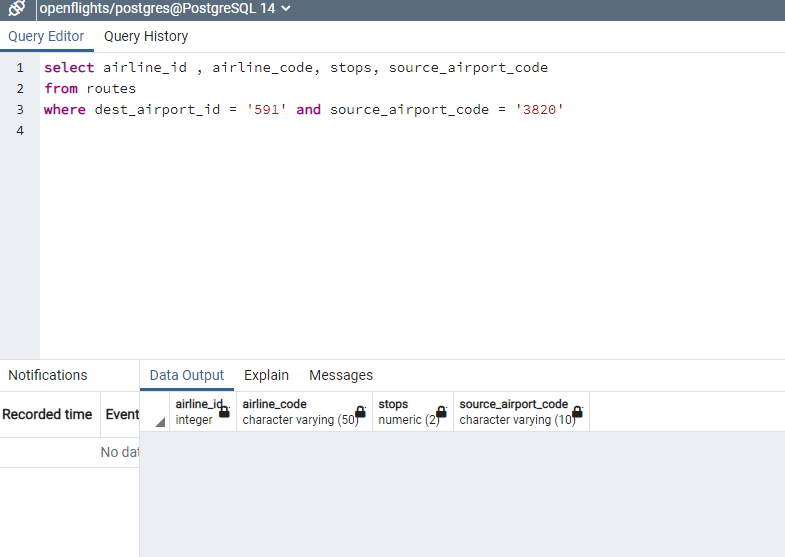 openflights/postgres@PostgreSQL 14
Query Editor Query History
1 select airline_id , airline_code, stops, source_airport_code
2 from routes
3 where dest_airport_id = '591' and source_airport_code = '3820'
4
Notifications Data Output Explain Messages
Recorded time Event airline_id airline_code stops source_airport_code
integer character varying (50) numeric (2) character varying (10)
No dat